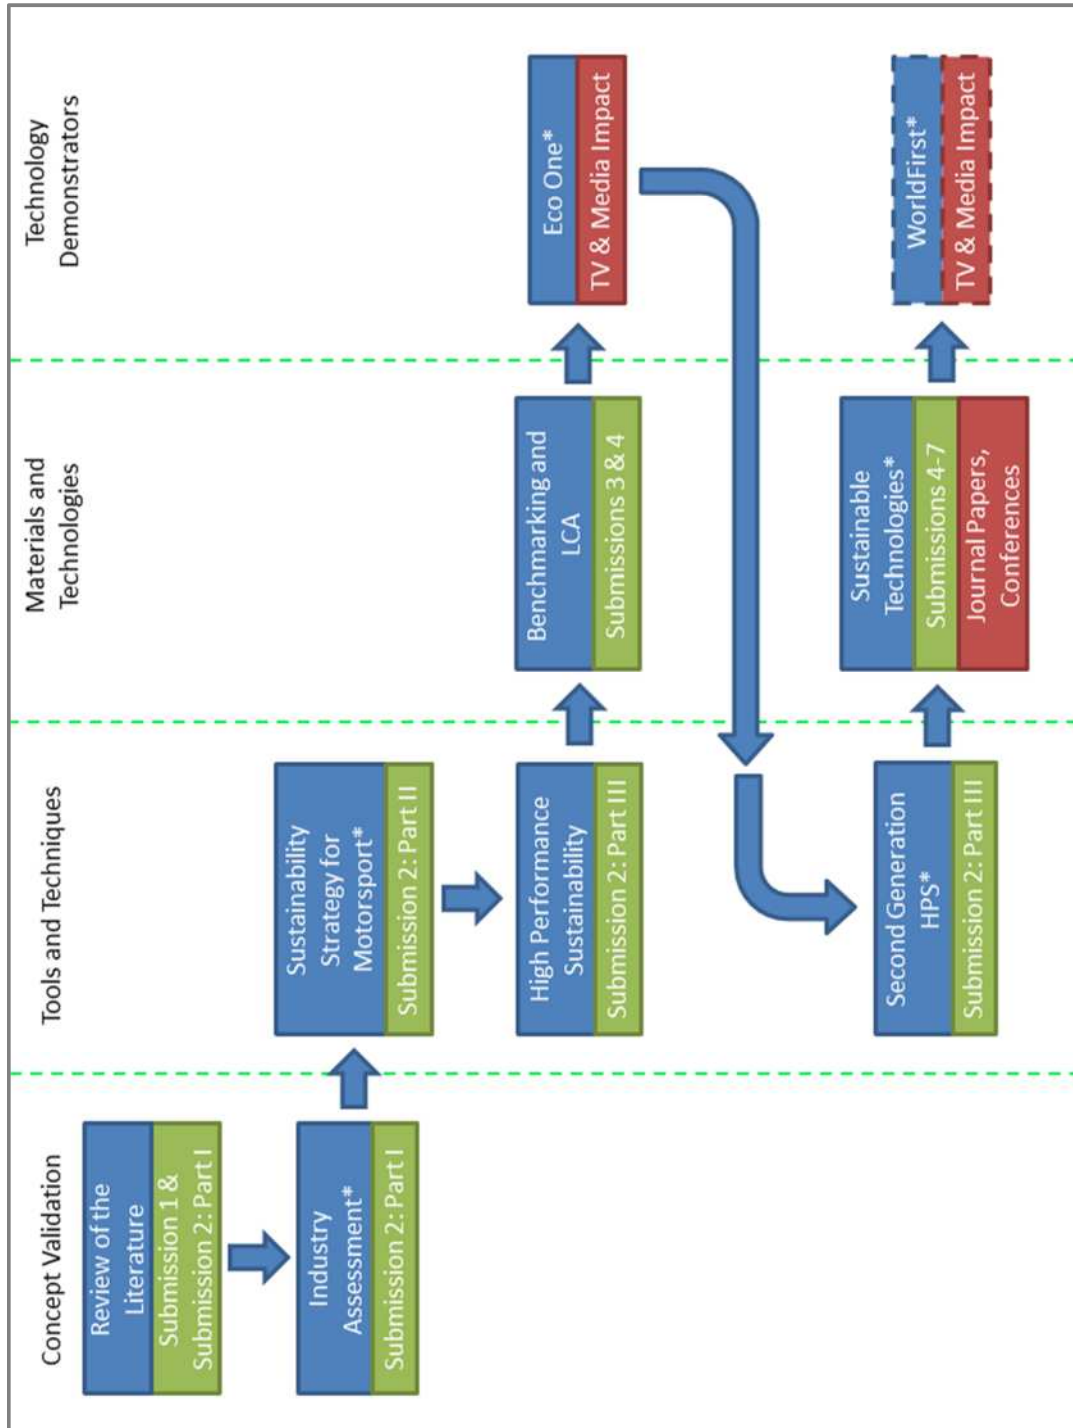 Concept Validation
Review of the
Literature
Submission 1 &
Submission 2: Part I
Industry
Assessment*
Submission 2: Part I
Tools and Techniques
Sustainability
Strategy for
Motorsport*
Submission 2: Part II
High Performance
Sustainability
Submission 2: Part III
Second Generation
HPS*
Submission 2: Part III
Materials and
Technologies
Benchmarking and
LCA
Submissions 3 & 4
Sustainable
Technologies*
Submissions 4-7
Journal Papers,
Conferences
Technology
Demonstrators
Eco One*
TV & Media Impact
WorldFirst*
TV & Media Impact